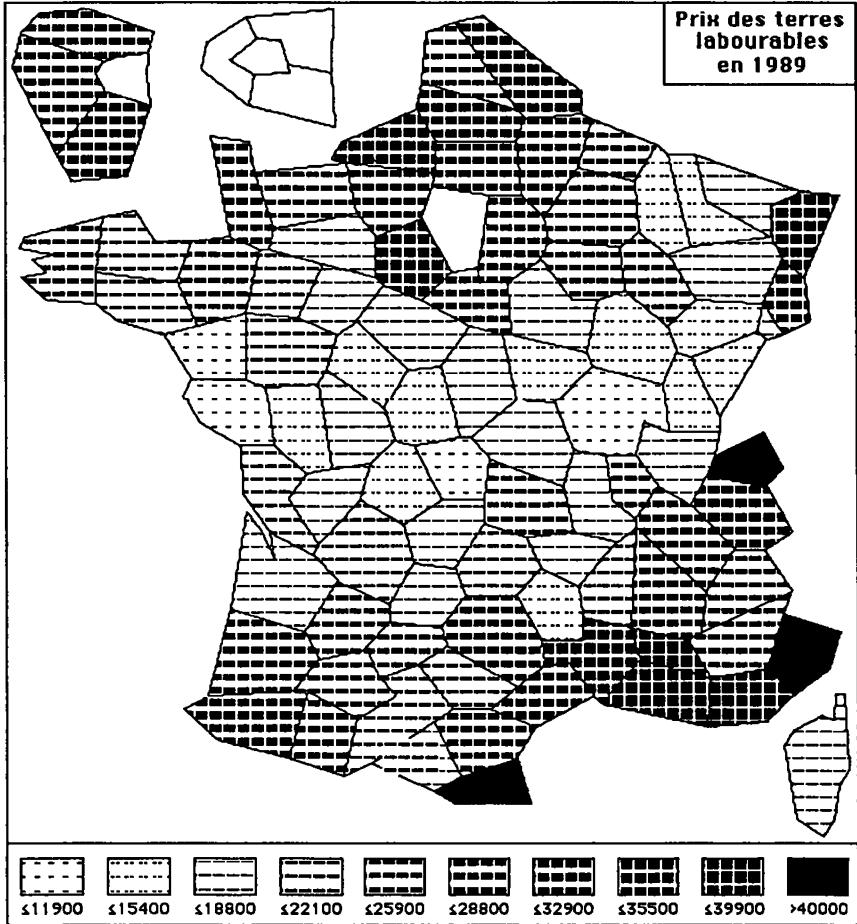 Prix des terres
labourables
en 1989
≤11900 ≤15400 ≤18800 ≤22100 ≤25900 ≤28800 ≤32900 ≤35500 ≤39900 >40000